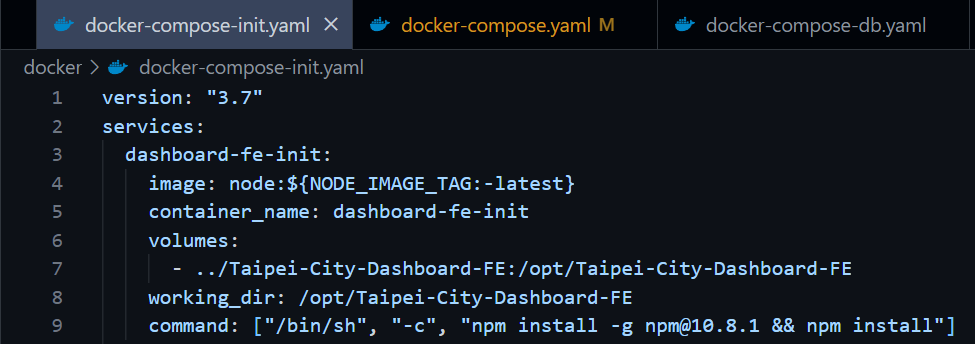 docker-compose-init.yaml × docker-compose.yaml M docker-compose-db.yaml
docker > docker-compose-init.yaml
1 version: "3.7"
2 services:
3   dashboard-fe-init:
4     image: node:${NODE_IMAGE_TAG:-latest}
5     container_name: dashboard-fe-init
6     volumes:
7       - ../Taipei-City-Dashboard-FE:/opt/Taipei-City-Dashboard-FE
8     working_dir: /opt/Taipei-City-Dashboard-FE
9     command: ["/bin/sh", "-c", "npm install -g npm@10.8.1 && npm install"]